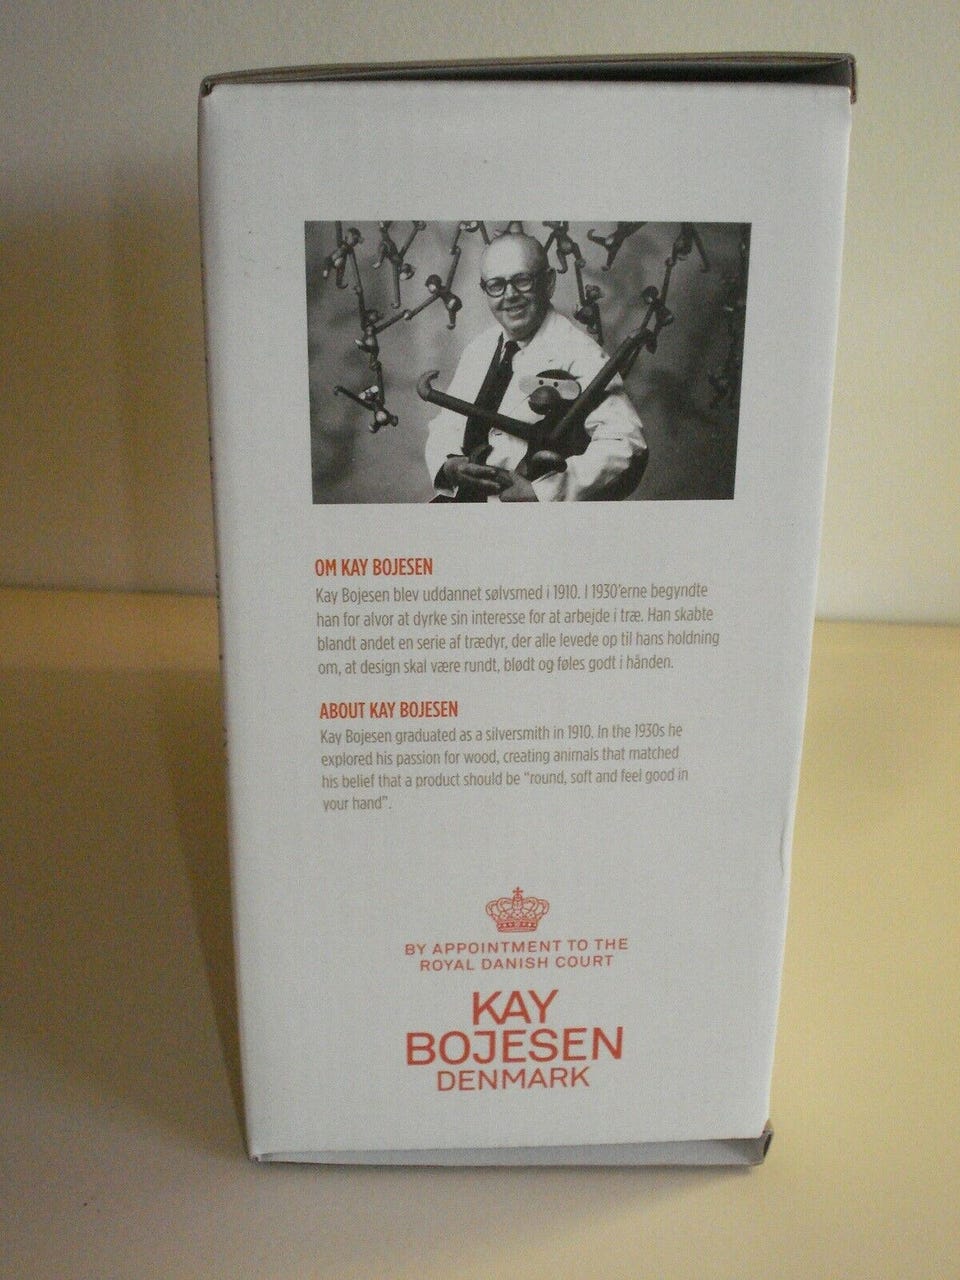 OM KAY BOJESEN
Kay Bojesen blev uddannet sølvsmed i 1910. I 1930'erne begyndte
han for alvor at dyrke sin interesse for at arbejde i træ. Han skabte
blandt andet en serie af trædyr, der alle levede op til hans holdning
om, at design skal være rundt, blødt og føles godt i hånden.
ABOUT KAY BOJESEN
Kay Bojesen graduated as a silversmith in 1910. In the 1930s he
explored his passion for wood, creating animals that matched
his belief that a product should be “round, soft and feel good in
your hand”.
BY APPOINTMENT TO THE
ROYAL DANISH COURT
KAY
BOJESEN
DENMARK